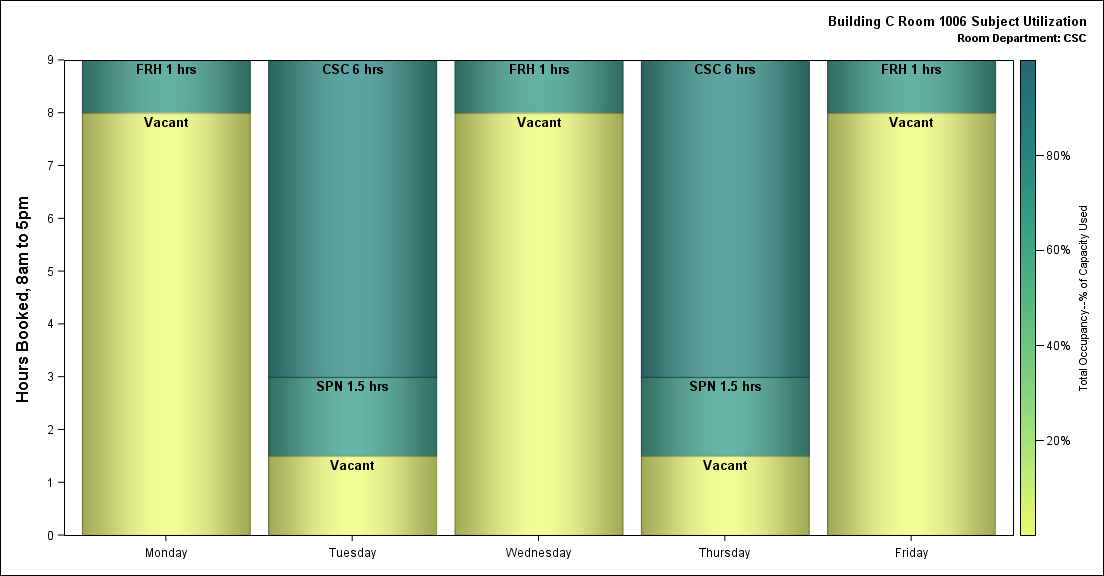 Building C Room 1006 Subject Utilization
Room Department: CSC
Hours Booked, 8am to 5pm
9
8
7
6
5
4
3
2
1
0
FRH 1 hrs
Vacant
CSC 6 hrs
SPN 1.5 hrs
Vacant
FRH 1 hrs
Vacant
CSC 6 hrs
SPN 1.5 hrs
Vacant
FRH 1 hrs
Vacant
Monday
Tuesday
Wednesday
Thursday
Friday
80%
60%
40%
20%
Total Occupancy--% of Capacity Used